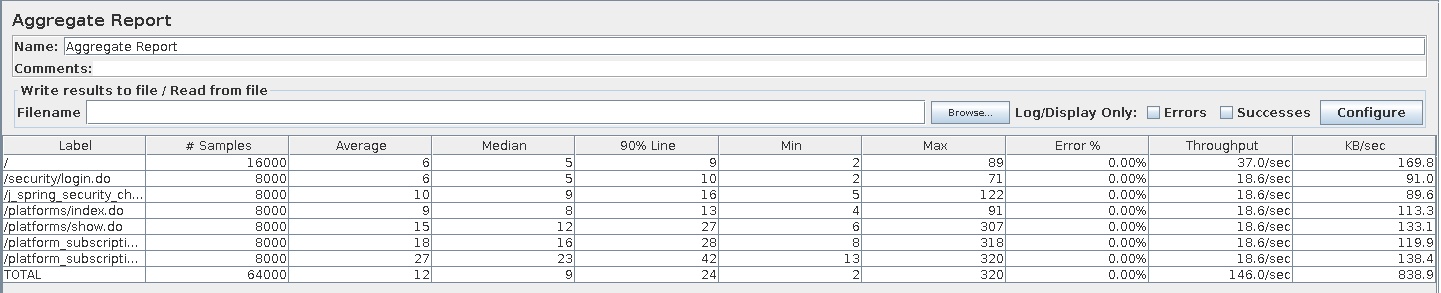 Aggregate Report
Name: Aggregate Report
Comments:
Write results to file / Read from file
Filename Browse... Log/Display Only: Errors Successes Configure
Label # Samples Average Median 90% Line Min Max Error % Throughput KB/sec
/ 16000 6 5 9 2 89 0.00% 37.0/sec 169.8
/security/login.do 8000 6 5 10 2 71 0.00% 18.6/sec 91.0
/j_spring_security_ch... 8000 10 9 16 5 122 0.00% 18.6/sec 89.6
/platforms/index.do 8000 9 8 13 4 91 0.00% 18.6/sec 113.3
/platforms/show.do 8000 15 12 27 6 307 0.00% 18.6/sec 133.1
/platform_subscripti... 8000 18 16 28 8 318 0.00% 18.6/sec 119.9
/platform_subscripti... 8000 27 23 42 13 320 0.00% 18.6/sec 138.4
TOTAL 64000 12 9 24 2 320 0.00% 146.0/sec 838.9